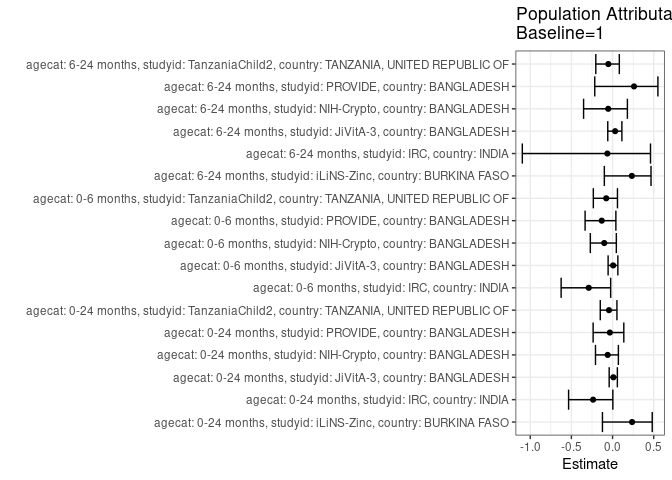 Population Attributa
Baseline=1
agecat: 6-24 months, studyid: TanzaniaChild2, country: TANZANIA, UNITED REPUBLIC OF
agecat: 6-24 months, studyid: PROVIDE, country: BANGLADESH
agecat: 6-24 months, studyid: NIH-Crypto, country: BANGLADESH
agecat: 6-24 months, studyid: JiVitA-3, country: BANGLADESH
agecat: 6-24 months, studyid: IRC, country: INDIA
agecat: 6-24 months, studyid: iLiNS-Zinc, country: BURKINA FASO
agecat: 0-6 months, studyid: TanzaniaChild2, country: TANZANIA, UNITED REPUBLIC OF
agecat: 0-6 months, studyid: PROVIDE, country: BANGLADESH
agecat: 0-6 months, studyid: NIH-Crypto, country: BANGLADESH
agecat: 0-6 months, studyid: JiVitA-3, country: BANGLADESH
agecat: 0-6 months, studyid: IRC, country: INDIA
agecat: 0-24 months, studyid: TanzaniaChild2, country: TANZANIA, UNITED REPUBLIC OF
agecat: 0-24 months, studyid: PROVIDE, country: BANGLADESH
agecat: 0-24 months, studyid: NIH-Crypto, country: BANGLADESH
agecat: 0-24 months, studyid: JiVitA-3, country: BANGLADESH
agecat: 0-24 months, studyid: IRC, country: INDIA
agecat: 0-24 months, studyid: iLiNS-Zinc, country: BURKINA FASO
-1.0 -0.5 0.0 0.5
Estimate